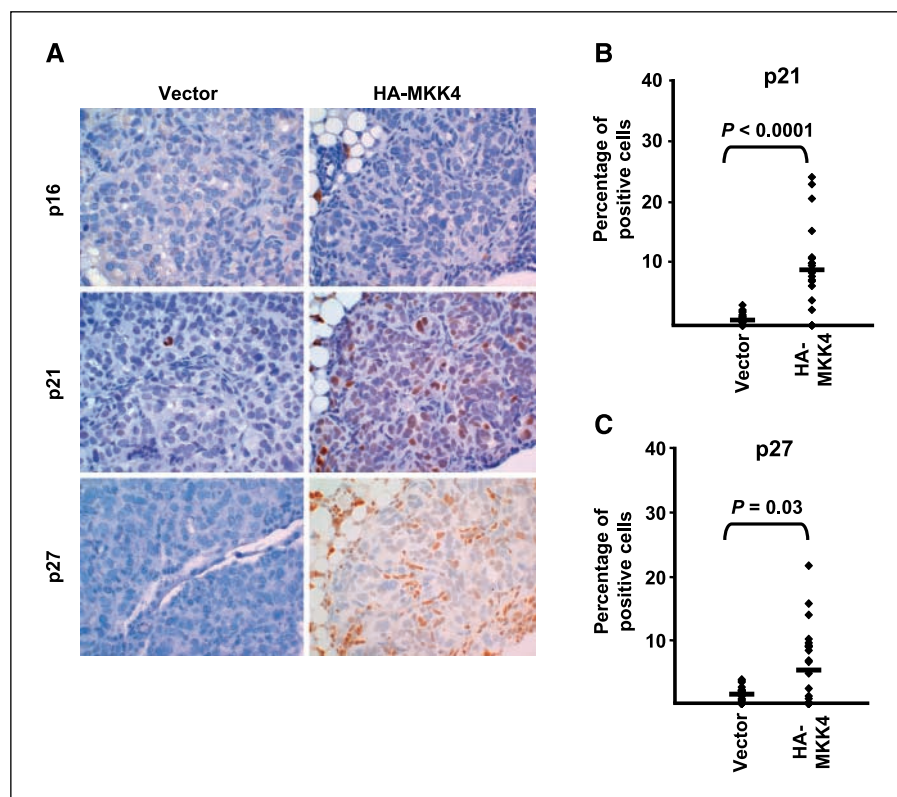 A
Vector HA-MKK4
p16
p21
p27
B
p21
40
30
20
10
Percentage of
positive cells
P < 0.0001
Vector
HA-
MKK4
C
p27
40
30
20
10
Percentage of
positive cells
P = 0.03
Vector
HA-
MKK4